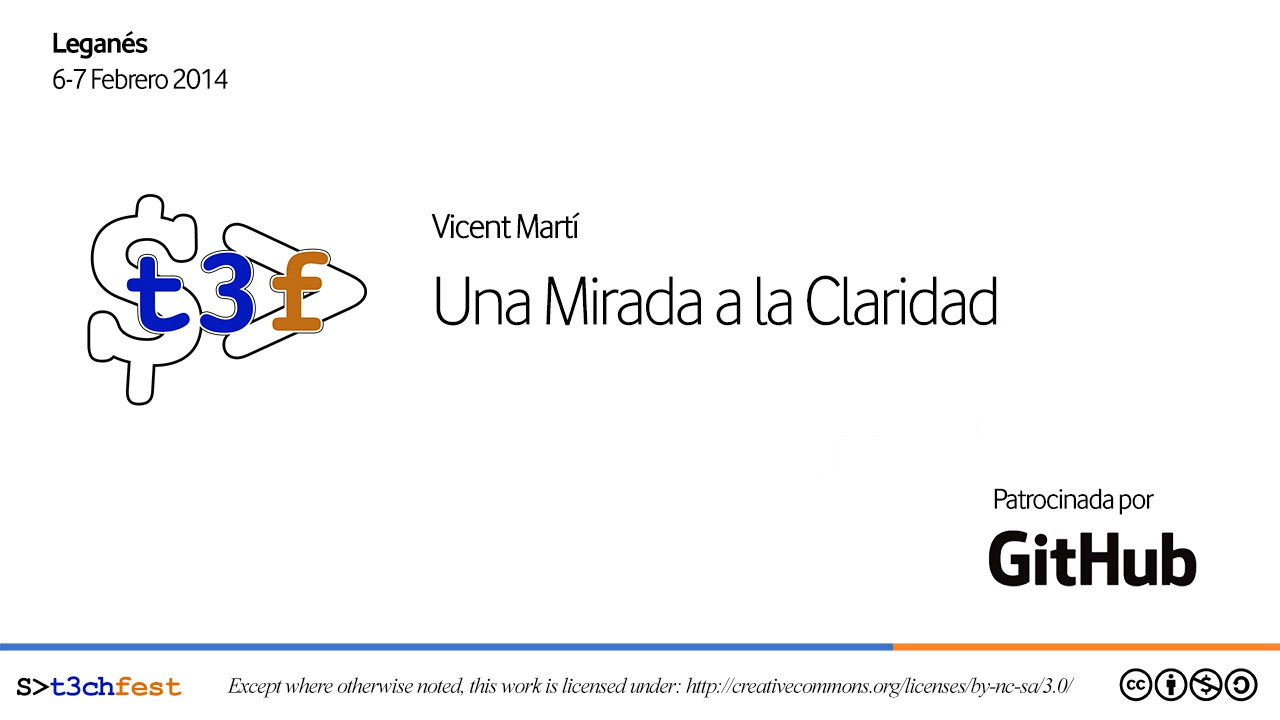 Leganés
6-7 Febrero 2014
$t3f>
Vicent Martí
Una Mirada a la Claridad
Patrocinada por
GitHub
S>t3chfest
Except where otherwise noted, this work is licensed under: http://creativecommons.org/licenses/by-nc-sa/3.0/
cc